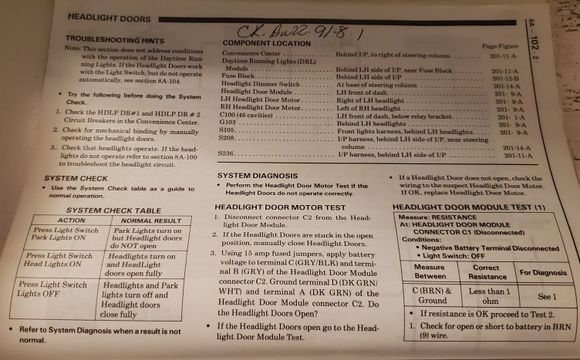 HEADLIGHT DOORS
8A - 102 - 2
TROUBLESHOOTING HINTS
Note: This section does not address conditions
with the operation of the Daytime Run-
ning Lights. If the Headlight Doors work
with the Light Switch, but do not operate
automatically, see section 8A-104.
• Try the following before doing the System
Check.
1. Check the HDLP DR#1 and HDLP DR # 2
Circuit Breakers in the Convenience Center.
2. Check for mechanical binding by manually
operating the headlight doors.
3. Check that headlights operate. If the head-
lights do not operate refer to section 8A-100
to troubleshoot the headlight circuit.
SYSTEM CHECK
• Use the System Check table as a guide to
normal operation.
SYSTEM CHECK TABLE
ACTION NORMAL RESULT
Press Light Switch Park Lights turn on
Park Lights ON but Headlight doors
do NOT open
Press Light Switch Headlights turn on
Head Lights ON and HeadLight
doors open fully
Press Light Switch Headlights and Park
Lights OFF lights turn off and
Headlight doors
close fully
• Refer to System Diagnosis when a result is not
normal.
COMPONENT LOCATION
Page-Figure
Convenience Center Behind I/P, to right of steering column 201-11-A
Daytime Running Lights (DRL)
Module Behind LH side of I/P, near Fuse Block 201-11-A
Fuse Block Behind LH side of I/P 201-12-B
Headlight Dimmer Switch At base of steering column 201-14-A
Headlight Door Module LH front of dash 201- 9-A
LH Headlight Door Motor Right of LH headlight 201- 9-A
RH Headlight Door Motor Left of RH headlight 201- 9-A
C100 (46 cavities) LH front of dash, below relay bracket 201- 1-A
G103 Behind LH headlights 201- 9-A
S105 Front lights harness, behind LH headlights 201- 9-A
S208 I/P harness, behind LH side of I/P, near steering
column 201-14-A
S236 I/P harness, behind LH side of I/P 201-11-A
SYSTEM DIAGNOSIS
• Perform the Headlight Door Motor Test if the
Headlight Doors do not operate correctly.
HEADLIGHT DOOR MOTOR TEST
1. Disconnect connector C2 from the Head-
light Door Module.
2. If the Headlight Doors are stuck in the open
position, manually close Headlight Doors.
3. Using 15 amp fused jumpers, apply battery
voltage to terminal C (GRY/BLK) and termi-
nal B (GRY) of the Headlight Door Module
connector C2. Ground terminal D (DK GRN/
WHT) and terminal A (DK GRN) of the
Headlight Door Module connector C2. Do
the Headlight Doors Open?
• If the Headlight Doors open go to the Head-
light Door Module Test.
• If a Headlight Door does not open, check the
wiring to the suspect Headlight Door Motor.
If OK, replace Headlight Door Motor.
HEADLIGHT DOOR MODULE TEST (1)
Measure: RESISTANCE
At: HEADLIGHT DOOR MODULE
CONNECTOR C1 (Disconnected)
Conditions:
• Negative Battery Terminal Disconnected
• Light Switch: OFF
Measure Correct For Diagnosis
Between Resistance
C (BRN) & Less than 1 See 1
Ground ohm
• If resistance is OK proceed to Test 2.
1. Check for open or short to battery in BRN
(9) wire.